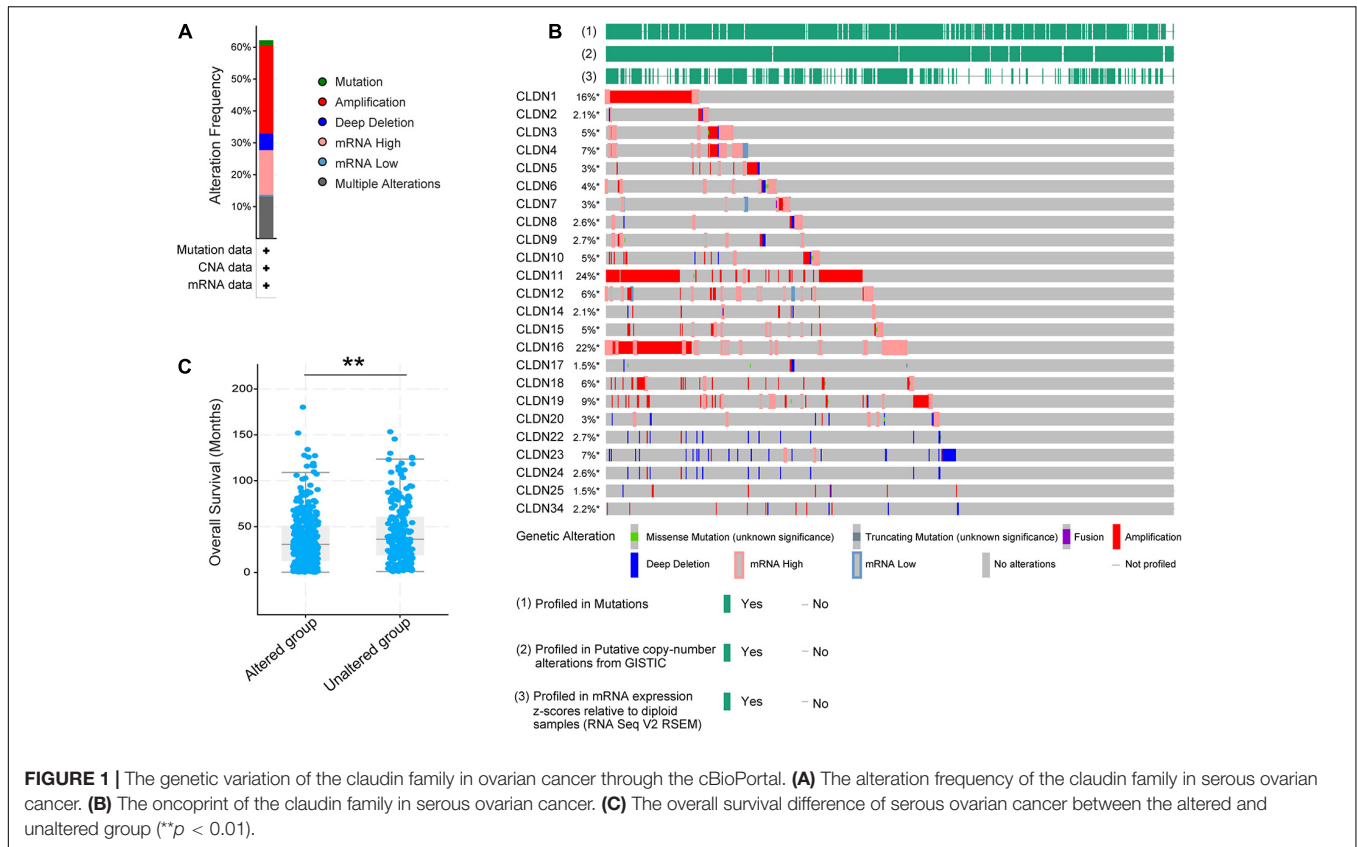 A
60%
50%
40%
30%
20%
10%
Alteration Frequency
Mutation
Amplification
Deep Deletion
mRNA High
mRNA Low
Multiple Alterations
Mutation data +
CNA data +
mRNA data +
B
(1)
(2)
(3)
CLDN1 16%*
CLDN2 2.1%*
CLDN3 5%*
CLDN4 7%*
CLDN5 3%*
CLDN6 4%*
CLDN7 3%*
CLDN8 2.6%*
CLDN9 2.7%*
CLDN10 5%*
CLDN11 24%*
CLDN12 6%*
CLDN14 2.1%*
CLDN15 5%*
CLDN16 22%*
CLDN17 1.5%*
CLDN18 6%*
CLDN19 9%*
CLDN20 3%*
CLDN22 2.7%*
CLDN23 7%*
CLDN24 2.6%*
CLDN25 1.5%*
CLDN34 2.2%*
Genetic Alteration
Missense Mutation (unknown significance)
Truncating Mutation (unknown significance)
Fusion
Amplification
Deep Deletion
mRNA High
mRNA Low
No alterations
Not profiled
(1) Profiled in Mutations
Yes
No
(2) Profiled in Putative copy-number
alterations from GISTIC
Yes
No
(3) Profiled in mRNA expression
z-scores relative to diploid
samples (RNA Seq V2 RSEM)
Yes
No
C
**
200
150
100
50
0
Overall Survival (Months)
Altered group
Unaltered group
FIGURE 1 | The genetic variation of the claudin family in ovarian cancer through the cBioPortal. (A) The alteration frequency of the claudin family in serous ovarian
cancer. (B) The oncoprint of the claudin family in serous ovarian cancer. (C) The overall survival difference of serous ovarian cancer between the altered and
unaltered group (**p < 0.01).